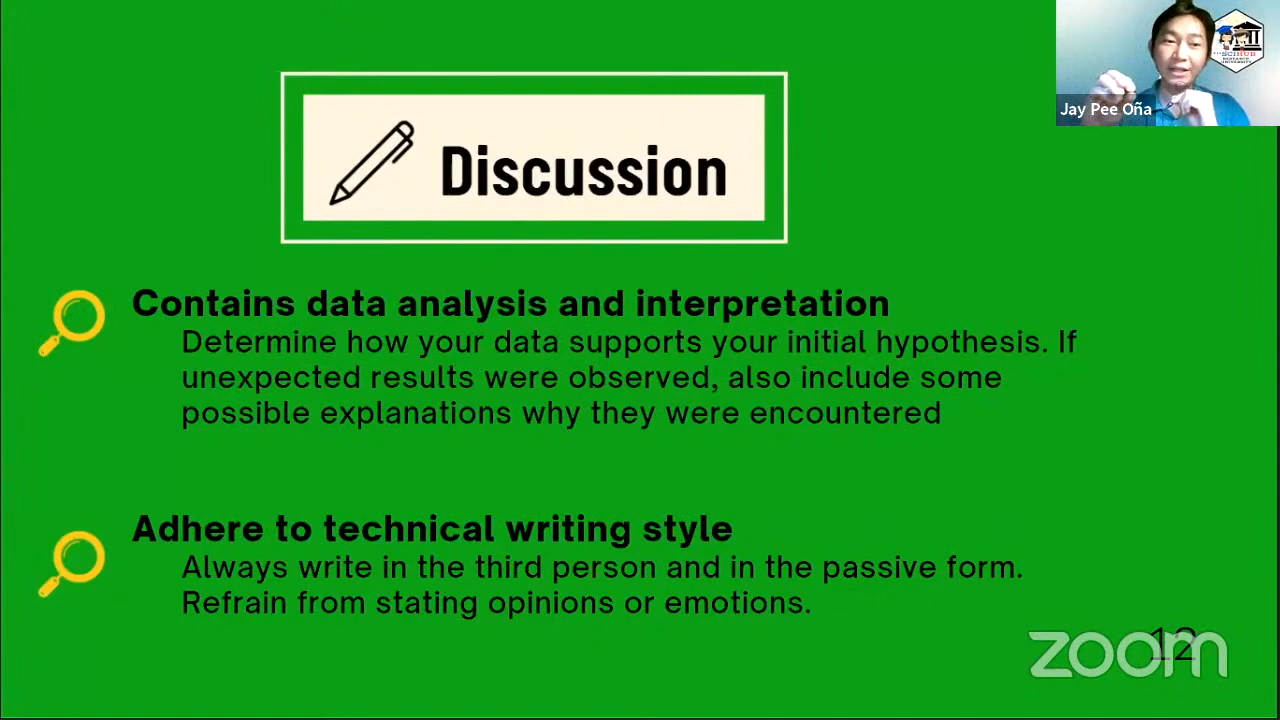 SCIHUB
Jay Pee Oña
Discussion
Contains data analysis and interpretation
Determine how your data supports your initial hypothesis. If
unexpected results were observed, also include some
possible explanations why they were encountered
Adhere to technical writing style
Always write in the third person and in the passive form.
Refrain from stating opinions or emotions.
12
zoom